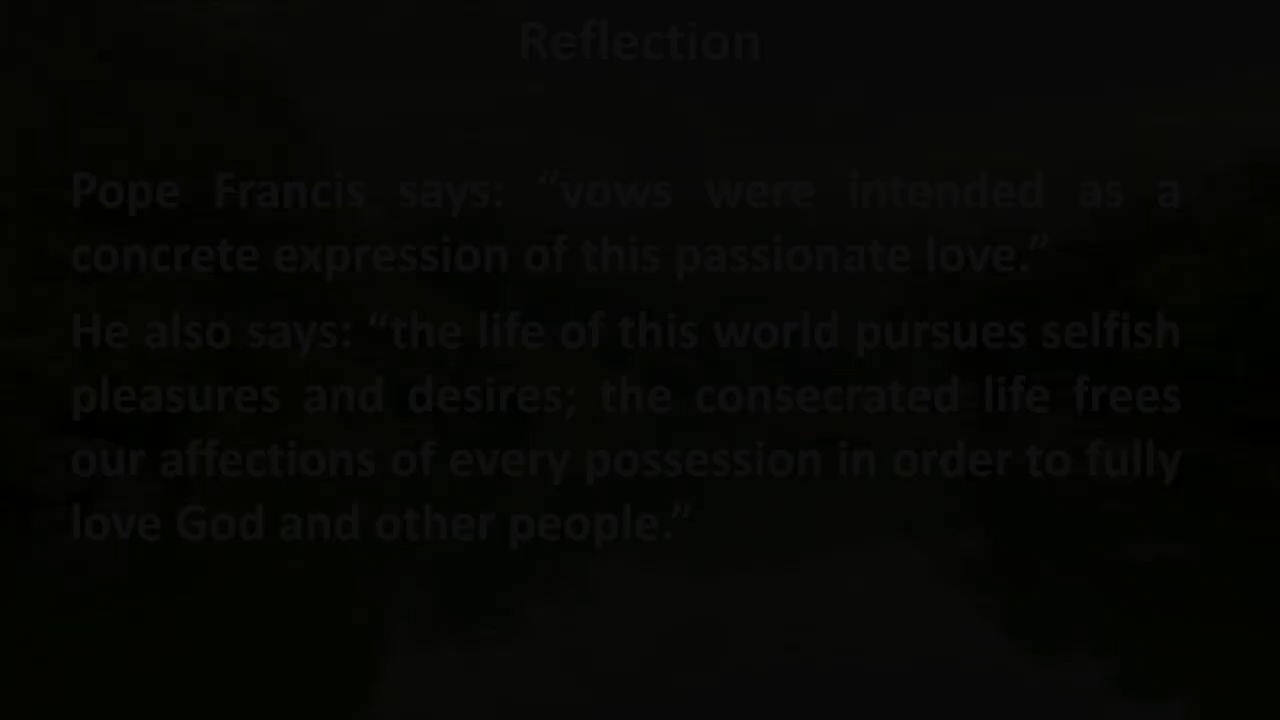 Reflection
Pope Francis says: “vows were intended as a
concrete expression of this passionate love.”
He also says: “the life of this world pursues selfish
pleasures and desires; the consecrated life frees
our affections of every possession in order to fully
love God and other people.”